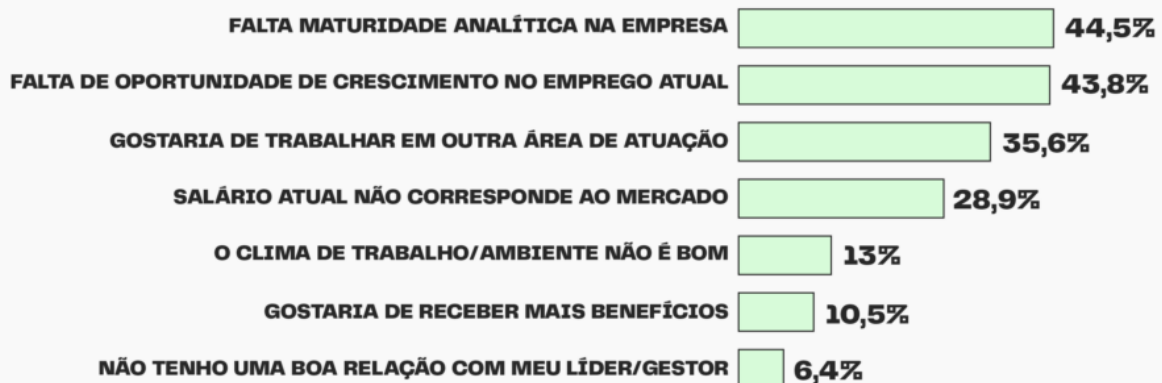 FALTA MATURIDADE ANALÍTICA NA EMPRESA 44,5%
FALTA DE OPORTUNIDADE DE CRESCIMENTO NO EMPREGO ATUAL 43,8%
GOSTARIA DE TRABALHAR EM OUTRA ÁREA DE ATUAÇÃO 35,6%
SALÁRIO ATUAL NÃO CORRESPONDE AO MERCADO 28,9%
O CLIMA DE TRABALHO/AMBIENTE NÃO É BOM 13%
GOSTARIA DE RECEBER MAIS BENEFÍCIOS 10,5%
NÃO TENHO UMA BOA RELAÇÃO COM MEU LÍDER/GESTOR 6,4%